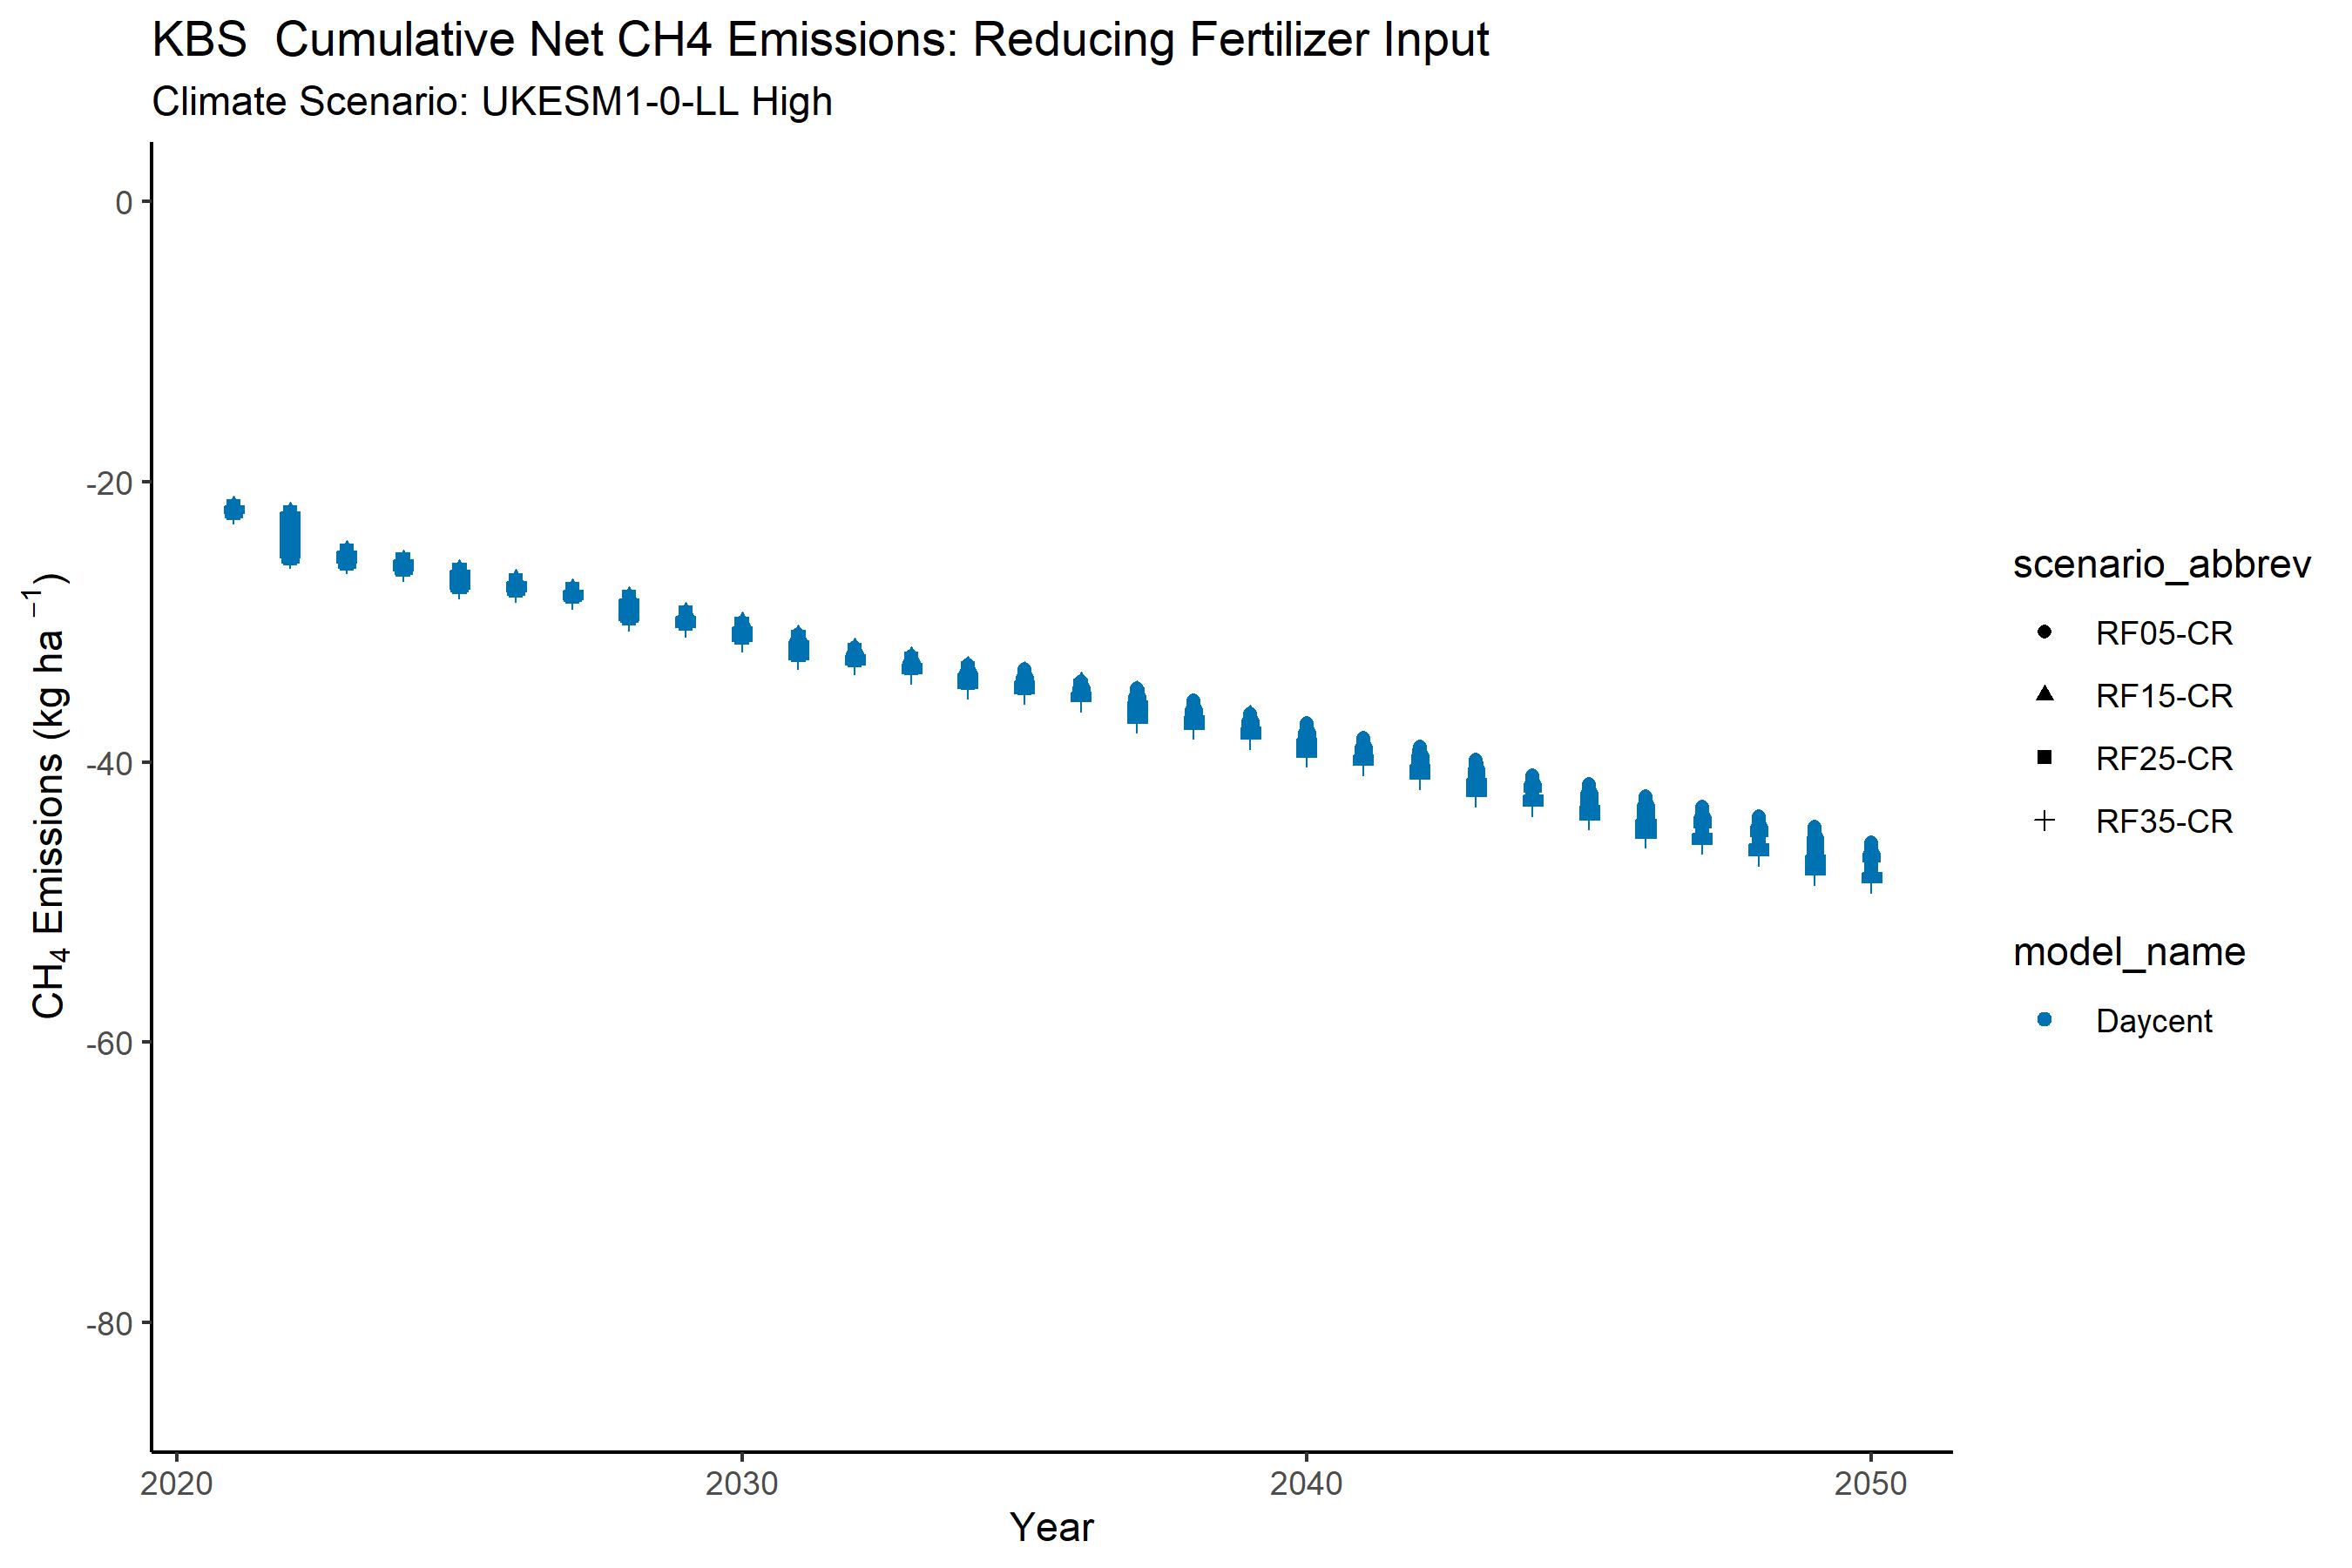 KBS  Cumulative Net CH4 Emissions: Reducing Fertilizer Input
Climate Scenario: UKESM1-0-LL High
CH₄ Emissions (kg ha ⁻¹)
0
-20
-40
-60
-80
2020
2030
2040
2050
Year
scenario_abbrev
RF05-CR
RF15-CR
RF25-CR
RF35-CR
model_name
Daycent